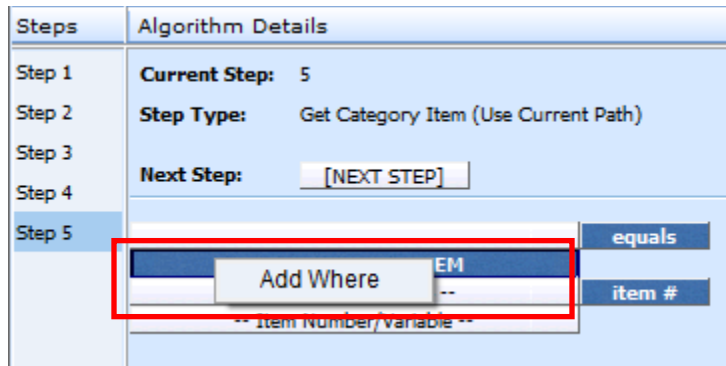 Steps
Algorithm Details
Step 1
Current Step: 5
Step 2
Step Type: Get Category Item (Use Current Path)
Step 3
Next Step: [NEXT STEP]
Step 4
Step 5
equals
EM
Add Where
--
item #
-- Item Number/Variable --